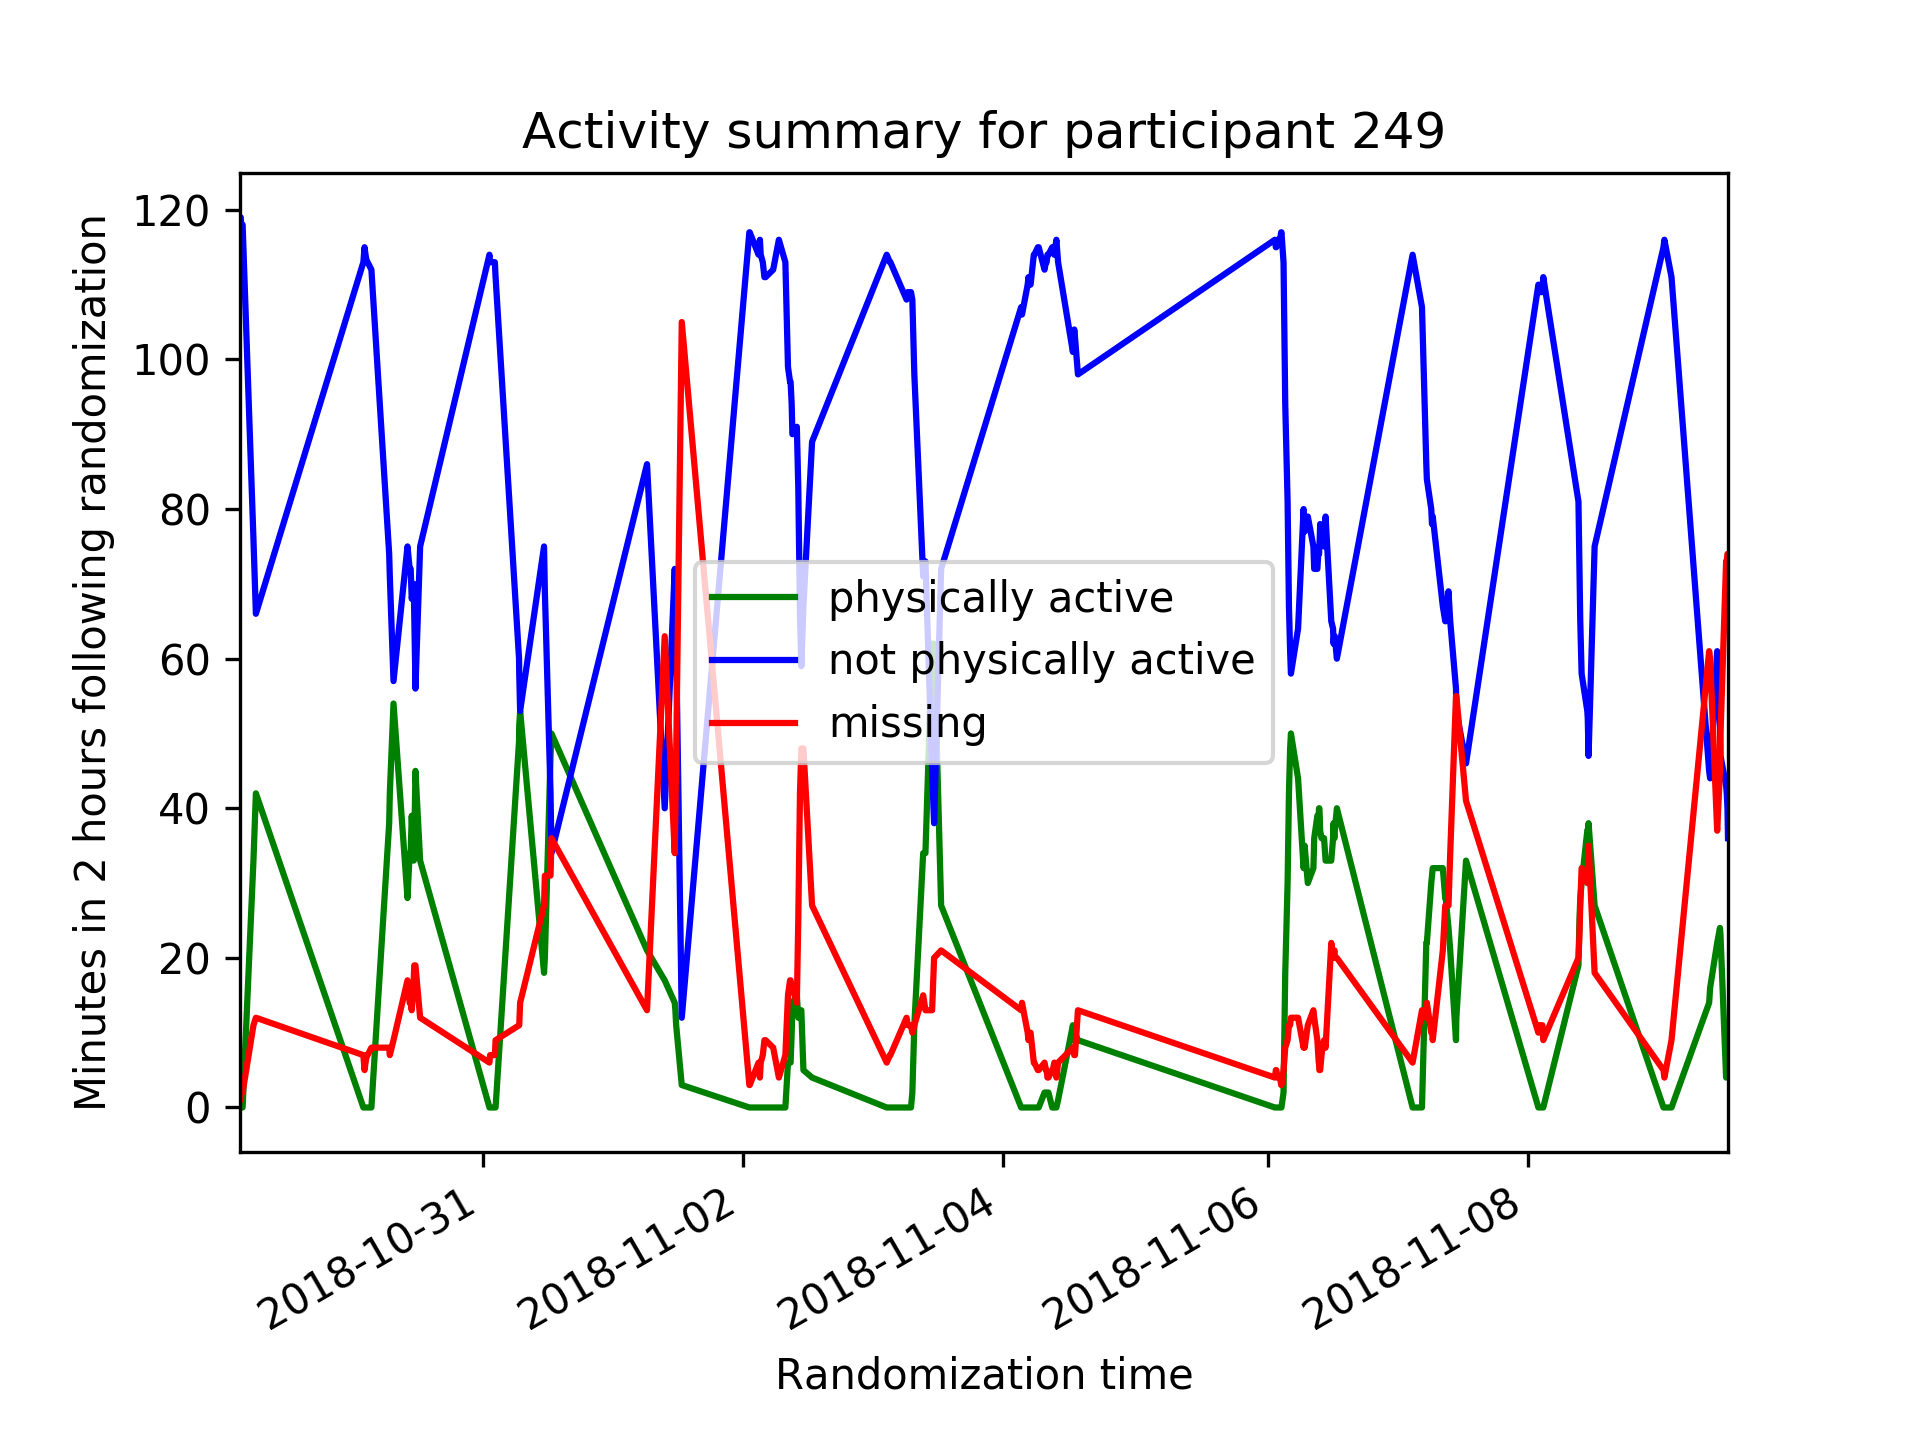 Activity summary for participant 249
Minutes in 2 hours following randomization
120
100
80
60
40
20
0
physically active
not physically active
missing
2018-10-31
2018-11-02
2018-11-04
2018-11-06
2018-11-08
Randomization time